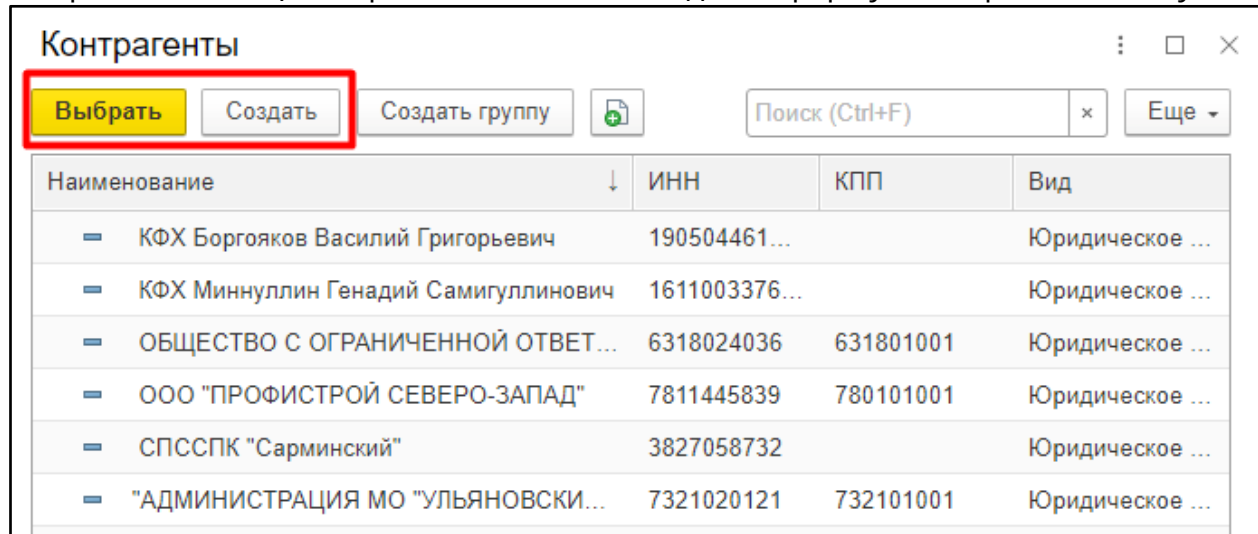 Контрагенты
Выбрать Создать Создать группу Поиск (Ctrl+F) × Еще
Наименование ↓ ИНН КПП Вид
КФХ Боргояков Василий Григорьевич 190504461... Юридическое ...
КФХ Миннуллин Генадий Самигуллинович 1611003376... Юридическое ...
ОБЩЕСТВО С ОГРАНИЧЕННОЙ ОТВЕТ... 6318024036 631801001 Юридическое ...
ООО "ПРОФИСТРОЙ СЕВЕРО-ЗАПАД" 7811445839 780101001 Юридическое ...
СПССПК "Сарминский" 3827058732 Юридическое ...
"АДМИНИСТРАЦИЯ МО "УЛЬЯНОВСКИ... 7321020121 732101001 Юридическое ...